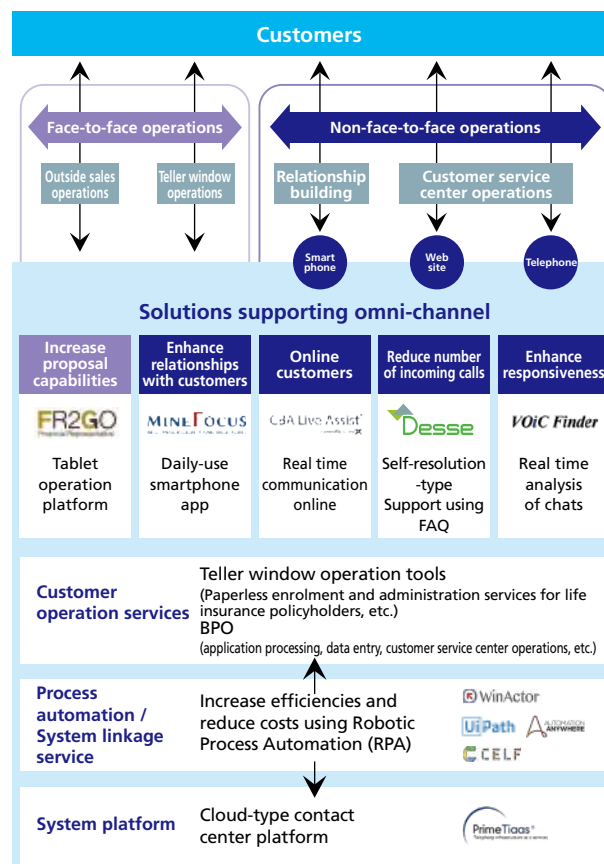 Customers
Face-to-face operations
Non-face-to-face operations
Outside sales
operations
Teller window
operations
Relationship
building
Customer service
center operations
Smart
phone
Web
site
Telephone
Solutions supporting omni-channel
Increase
proposal
capabilities
Enhance
relationships
with customers
Online
customers
Reduce number
of incoming calls
Enhance
responsiveness
FR2GO
Financial Representative
MINEFOCUS
CBA Live Assist
Desse
VOiC Finder
Tablet
operation
platform
Daily-use
smartphone
app
Real time
communication
online
Self-resolution
-type
Support using
FAQ
Real time
analysis
of chats
Customer
operation services
Teller window operation tools
(Paperless enrolment and administration services for life
insurance policyholders, etc.)
BPO
(application processing, data entry, customer service center operations, etc.)
Process
automation /
System linkage
service
Increase efficiencies and
reduce costs using Robotic
Process Automation (RPA)
WinActor
UiPath
AUTOMATION
ANYWHERE
CELF
System platform
Cloud-type contact
center platform
PrimeTiaas
Telephony infrastructure as a services